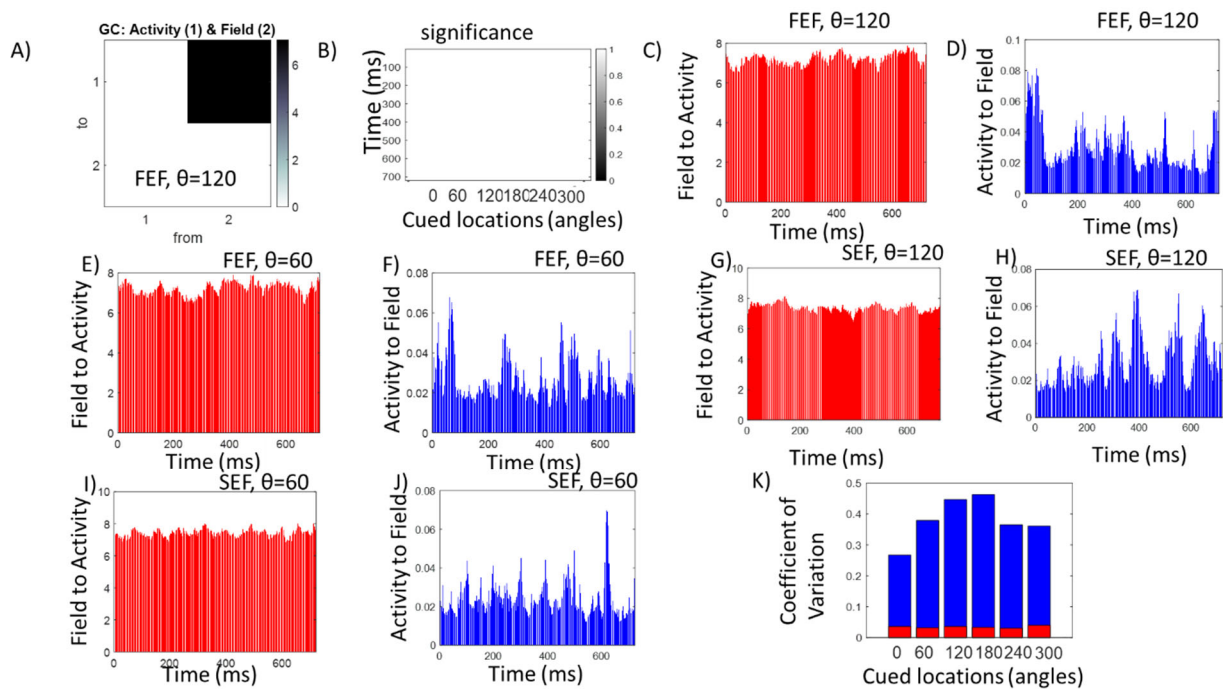 A)
GC: Activity (1) & Field (2)
to
1
2
FEF, θ=120
1 2
from
6
4
2
0
B)
significance
Time (ms)
100
200
300
400
500
600
700
0 60 120 180 240 300
Cued locations (angles)
1
0.8
0.6
0.4
0.2
0
C)
FEF, θ=120
Field to Activity
8
6
4
2
0
0 200 400 600
Time (ms)
D)
FEF, θ=120
Activity to Field
0.1
0.08
0.06
0.04
0.02
0
0 200 400 600
Time (ms)
E)
FEF, θ=60
Field to Activity
8
6
4
2
0
0 200 400 600
Time (ms)
F)
FEF, θ=60
Activity to Field
0.08
0.06
0.04
0.02
0
0 200 400 600
Time (ms)
G)
SEF, θ=120
Field to Activity
10
8
6
4
2
0
0 200 400 600
Time (ms)
H)
SEF, θ=120
Activity to Field
0.08
0.06
0.04
0.02
0
0 200 400 600
Time (ms)
I)
SEF, θ=60
Field to Activity
10
8
6
4
2
0
0 200 400 600
Time (ms)
J)
SEF, θ=60
Activity to Field
0.08
0.06
0.04
0.02
0
0 200 400 600
Time (ms)
K)
Coefficient of
Variation
0.5
0.4
0.3
0.2
0.1
0
0 60 120 180 240 300
Cued locations (angles)